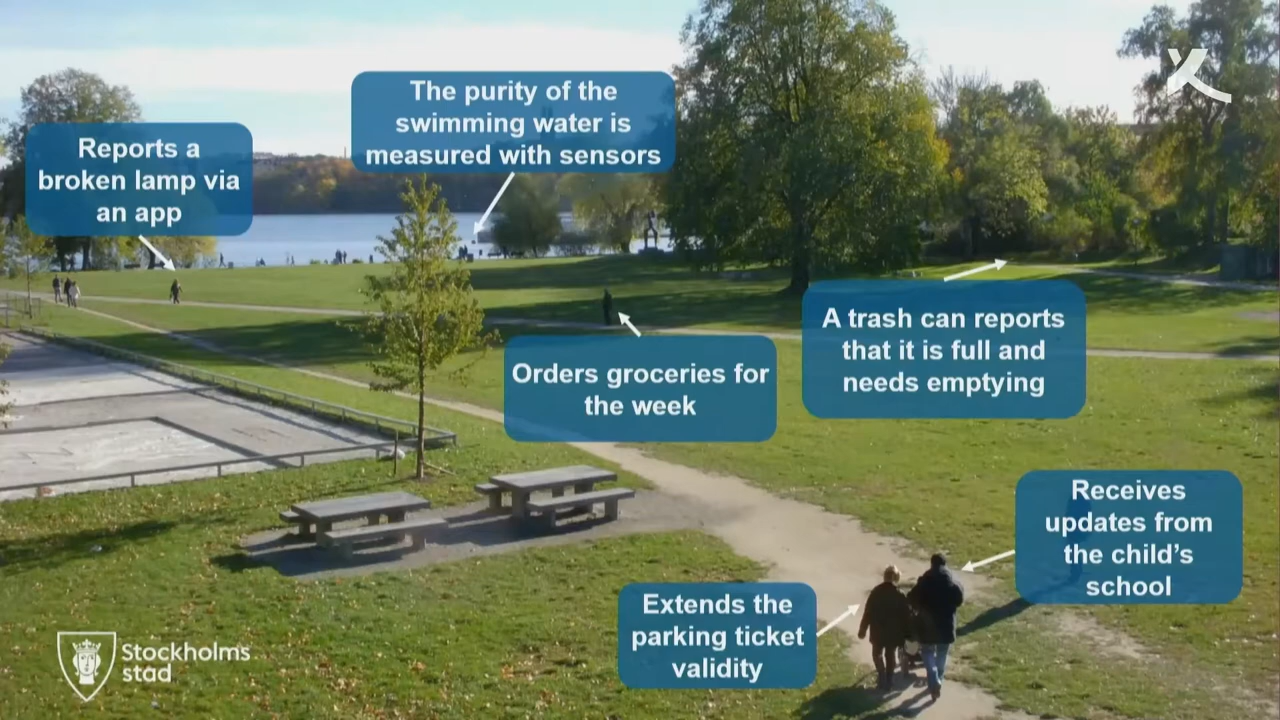 The purity of the
swimming water is
measured with sensors
Reports a
broken lamp via
an app
A trash can reports
that it is full and
needs emptying
Orders groceries for
the week
Receives
updates from
the child's
school
Extends the
parking ticket
validity
Stockholms
stad